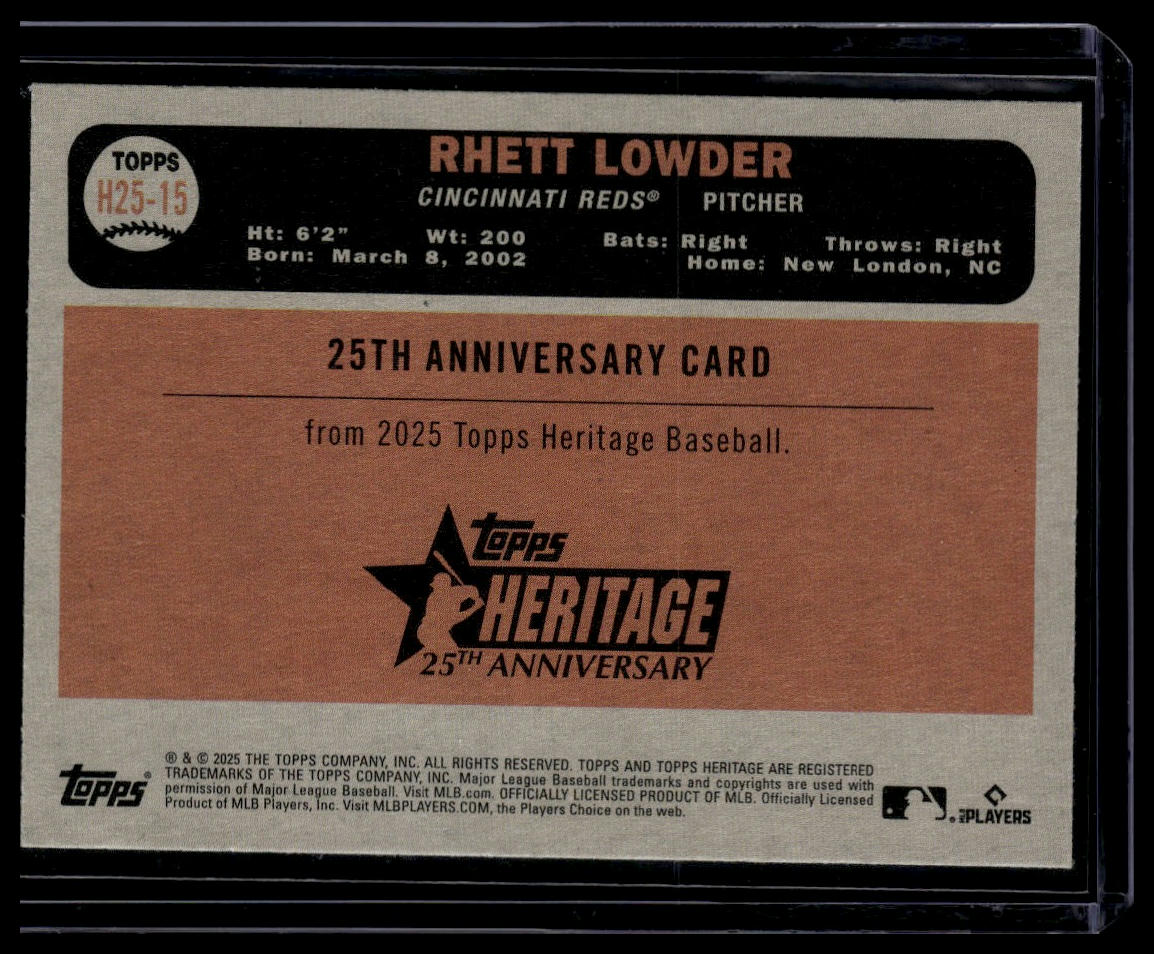 TOPPS
H25-15
RHETT LOWDER
CINCINNATI REDS® PITCHER
Ht: 6'2" Wt: 200 Bats: Right Throws: Right
Born: March 8, 2002 Home: New London, NC
25TH ANNIVERSARY CARD
from 2025 Topps Heritage Baseball.
topps
HERITAGE
25TH ANNIVERSARY
® & © 2025 THE TOPPS COMPANY, INC. ALL RIGHTS RESERVED. TOPPS AND TOPPS HERITAGE ARE REGISTERED
TRADEMARKS OF THE TOPPS COMPANY, INC. Major League Baseball trademarks and copyrights are used with
permission of Major League Baseball. Visit MLB.com. OFFICIALLY LICENSED PRODUCT OF MLB. Officially Licensed
Product of MLB Players, Inc. Visit MLBPLAYERS.COM, the Players Choice on the web.
topps®
®
MLB PLAYERS